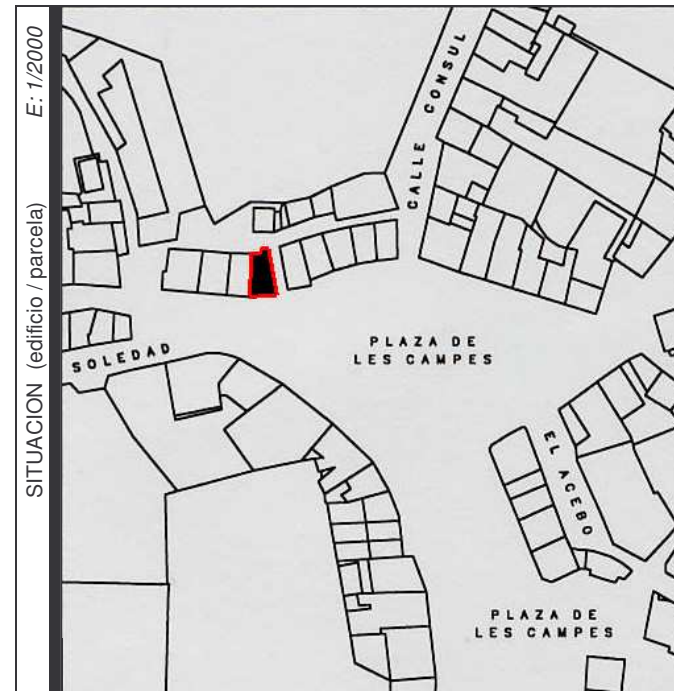 SITUACION (edificio / parcela) E: 1/2000
CALLE CONSUL
PLAZA DE
LES CAMPES
SOLEDAD
EL ACEBO
PLAZA DE
LES CAMPES